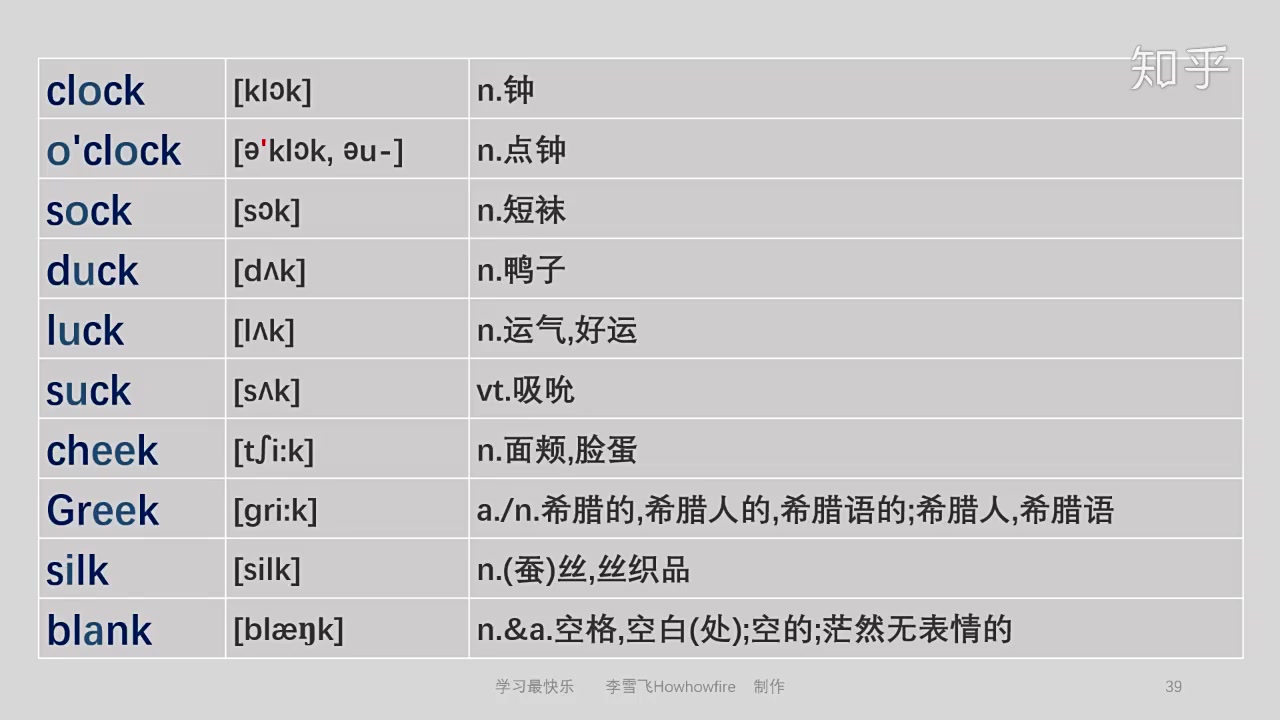 知乎
clock [klɔk] n.钟
o'clock [ə'klɔk, əu-] n.点钟
sock [sɔk] n.短袜
duck [dʌk] n.鸭子
luck [lʌk] n.运气,好运
suck [sʌk] vt.吸吮
cheek [tʃi:k] n.面颊,脸蛋
Greek [gri:k] a./n.希腊的,希腊人的,希腊语的;希腊人,希腊语
silk [silk] n.(蚕)丝,丝织品
blank [blæŋk] n.&a.空格,空白(处);空的;茫然无表情的
学习最快乐 李雪飞Howhowfire 制作 39